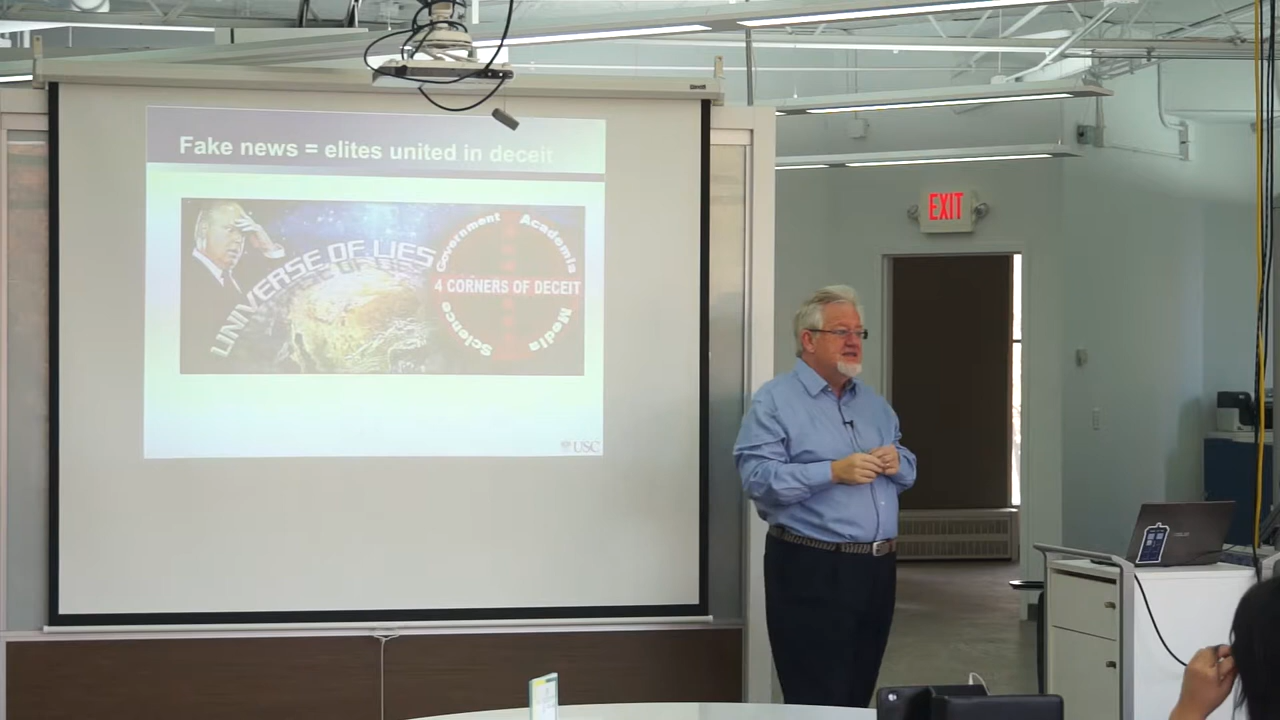 Fake news = elites united in deceit
UNIVERSE OF LIES
Government
Academia
4 CORNERS OF DECEIT
Science
Media
USC
EXIT
ASUS